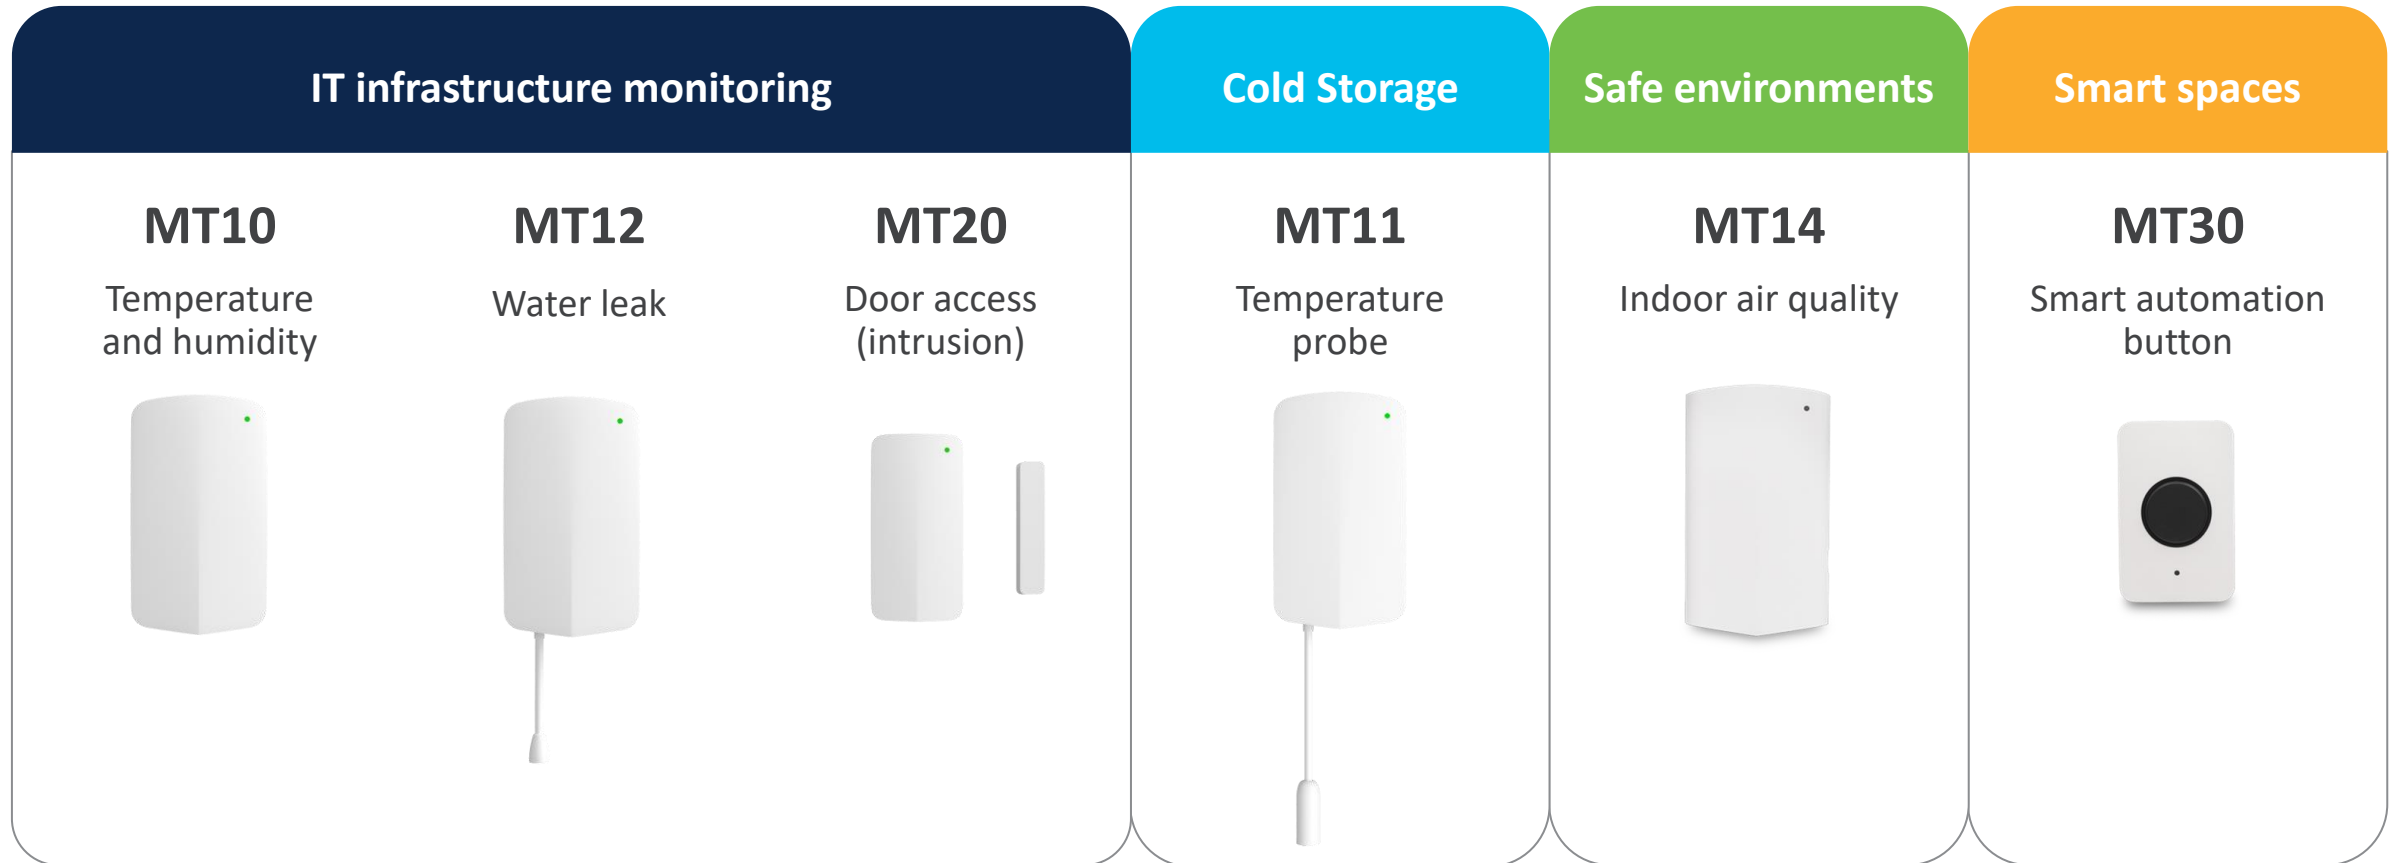 IT infrastructure monitoring
Cold Storage
Safe environments
Smart spaces
MT10
Temperature
and humidity
MT12
Water leak
MT20
Door access
(intrusion)
MT11
Temperature
probe
MT14
Indoor air quality
MT30
Smart automation
button